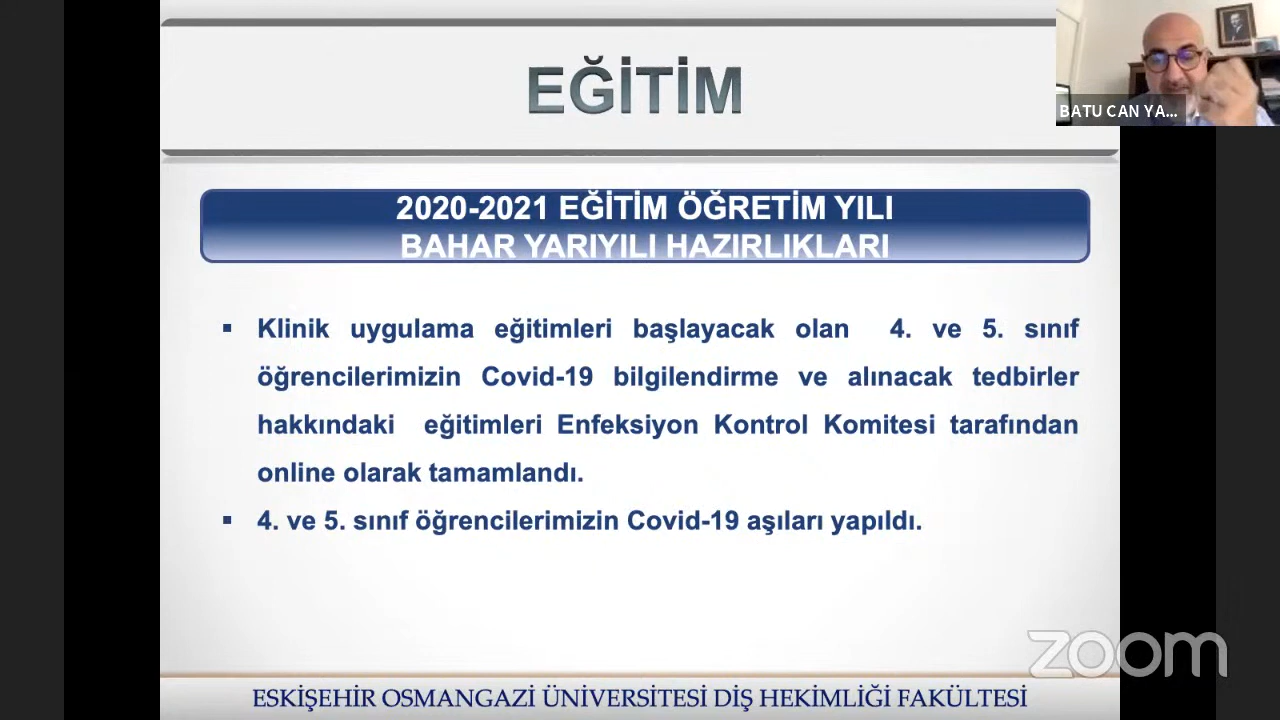 EĞİTİM
BATU CAN YA...
2020-2021 EĞİTİM ÖĞRETİM YILI
BAHAR YARIYILI HAZIRLIKLARI
▪ Klinik uygulama eğitimleri başlayacak olan 4. ve 5. sınıf
öğrencilerimizin Covid-19 bilgilendirme ve alınacak tedbirler
hakkındaki eğitimleri Enfeksiyon Kontrol Komitesi tarafından
online olarak tamamlandı.
▪ 4. ve 5. sınıf öğrencilerimizin Covid-19 aşıları yapıldı.
zoom
ESKİŞEHİR OSMANGAZİ ÜNİVERSİTESİ DİŞ HEKİMLİĞİ FAKÜLTESİ